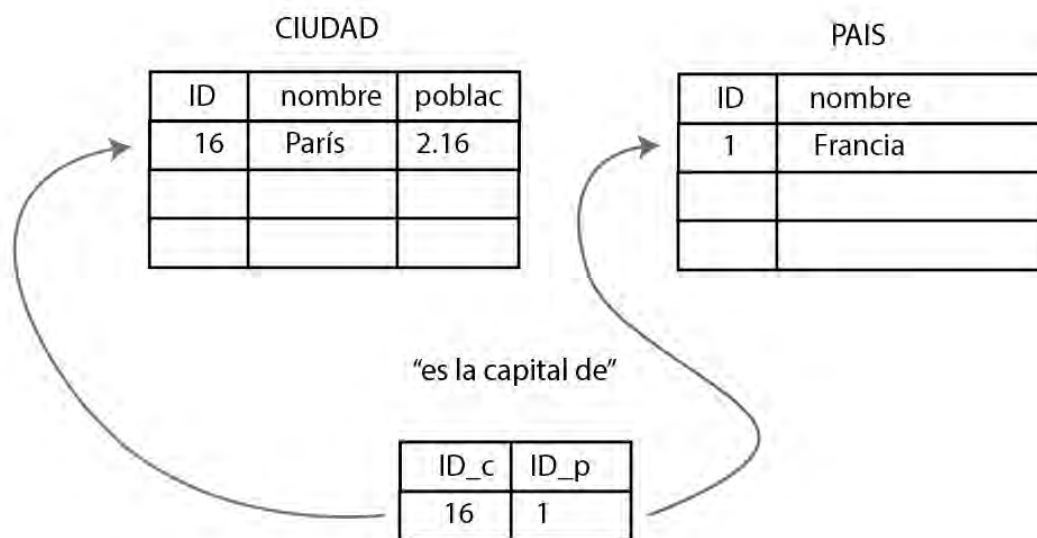 CIUDAD
ID nombre poblac
16 París 2.16
PAIS
ID nombre
1 Francia
“es la capital de”
ID_c ID_p
16 1